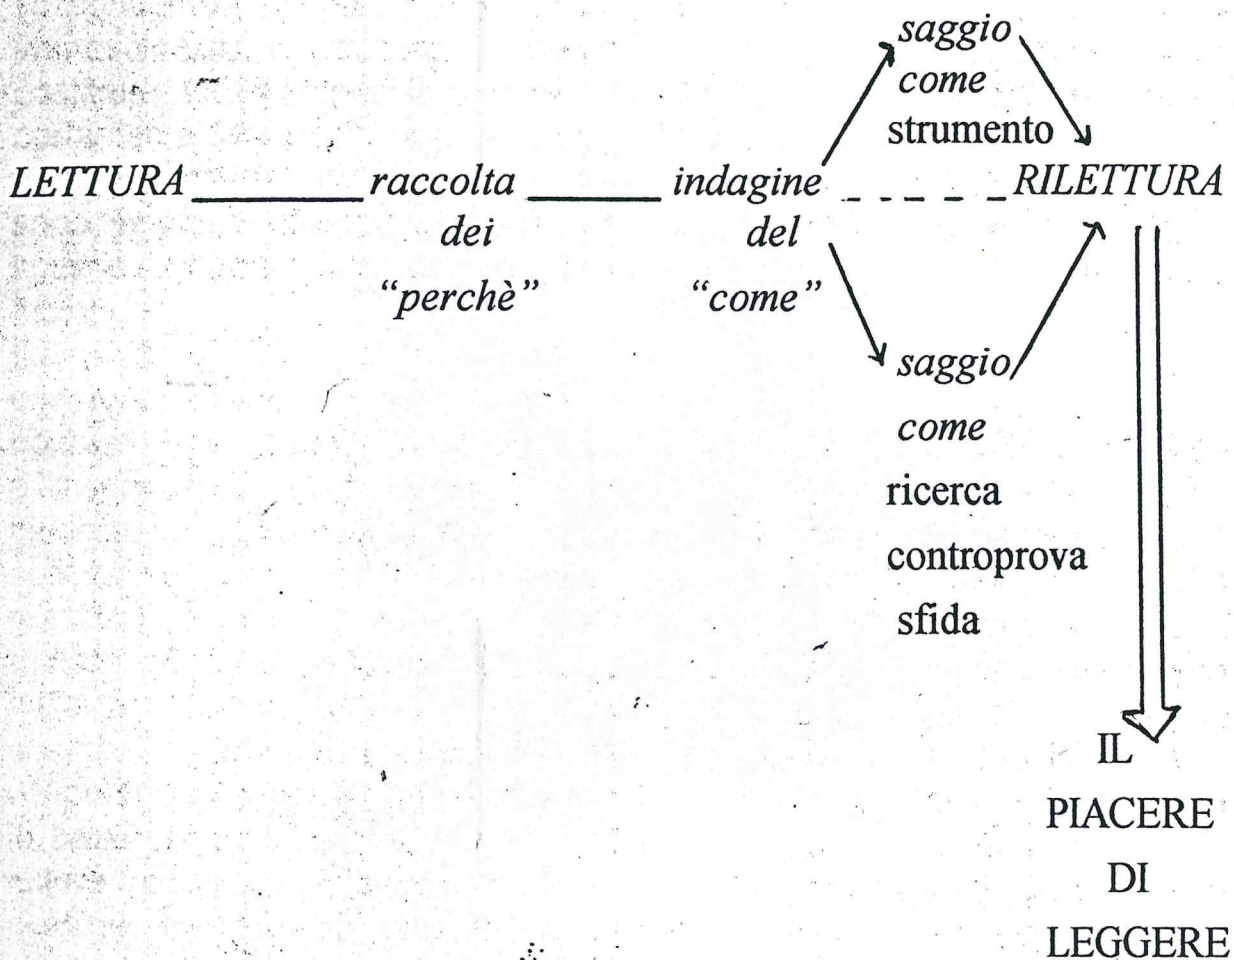 saggio
come
strumento
LETTURA raccolta indagine RILETTURA
dei del
“perchè” “come”
saggio
come
ricerca
controprova
sfida
IL
PIACERE
DI
LEGGERE